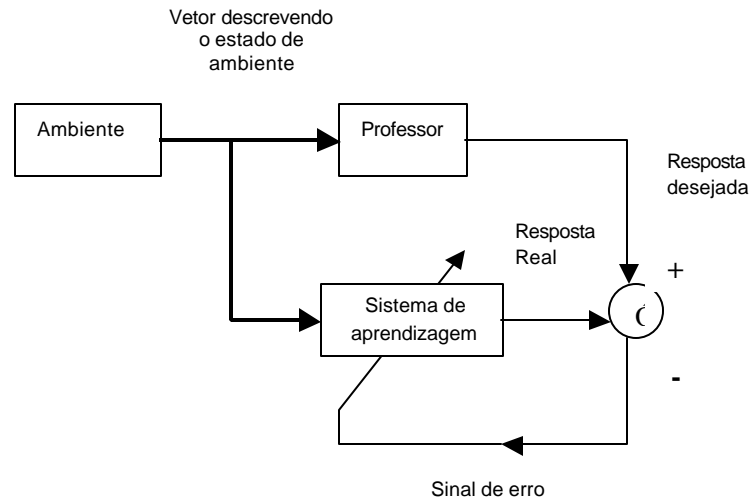 Vetor descrevendo
o estado de
ambiente
Ambiente
Professor
Resposta
desejada
Resposta
Real
+
Sistema de
aprendizagem
-
Sinal de erro